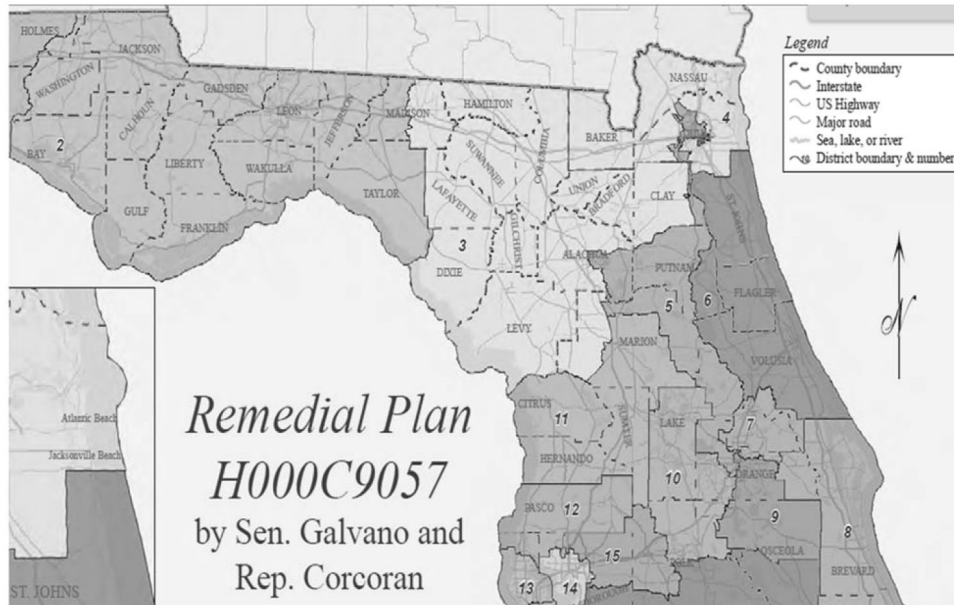 HOLMES
JACKSON
WASHINGTON
GADSDEN
LEON
JEFFERSON
MADISON
HAMILTON
NASSAU
4
BAKER
COLUMBIA
SUWANNEE
2
BAY
CALHOUN
LIBERTY
WAKULLA
TAYLOR
LAFAYETTE
UNION
BRADFORD
CLAY
ST. JOHNS
GULF
FRANKLIN
3
DIXIE
GILCHRIST
ALACHUA
PUTNAM
5
6
FLAGLER
LEVY
MARION
VOLUSIA
CITRUS
11
SUMTER
LAKE
7
HERNANDO
10
ORANGE
PASCO
12
9
8
15
OSCEOLA
BREVARD
13
14
Legend
County boundary
Interstate
US Highway
Major road
Sea, lake, or river
District boundary & number
N
Atlantic Beach
Jacksonville Beach
ST. JOHNS
Remedial Plan
H000C9057
by Sen. Galvano and
Rep. Corcoran